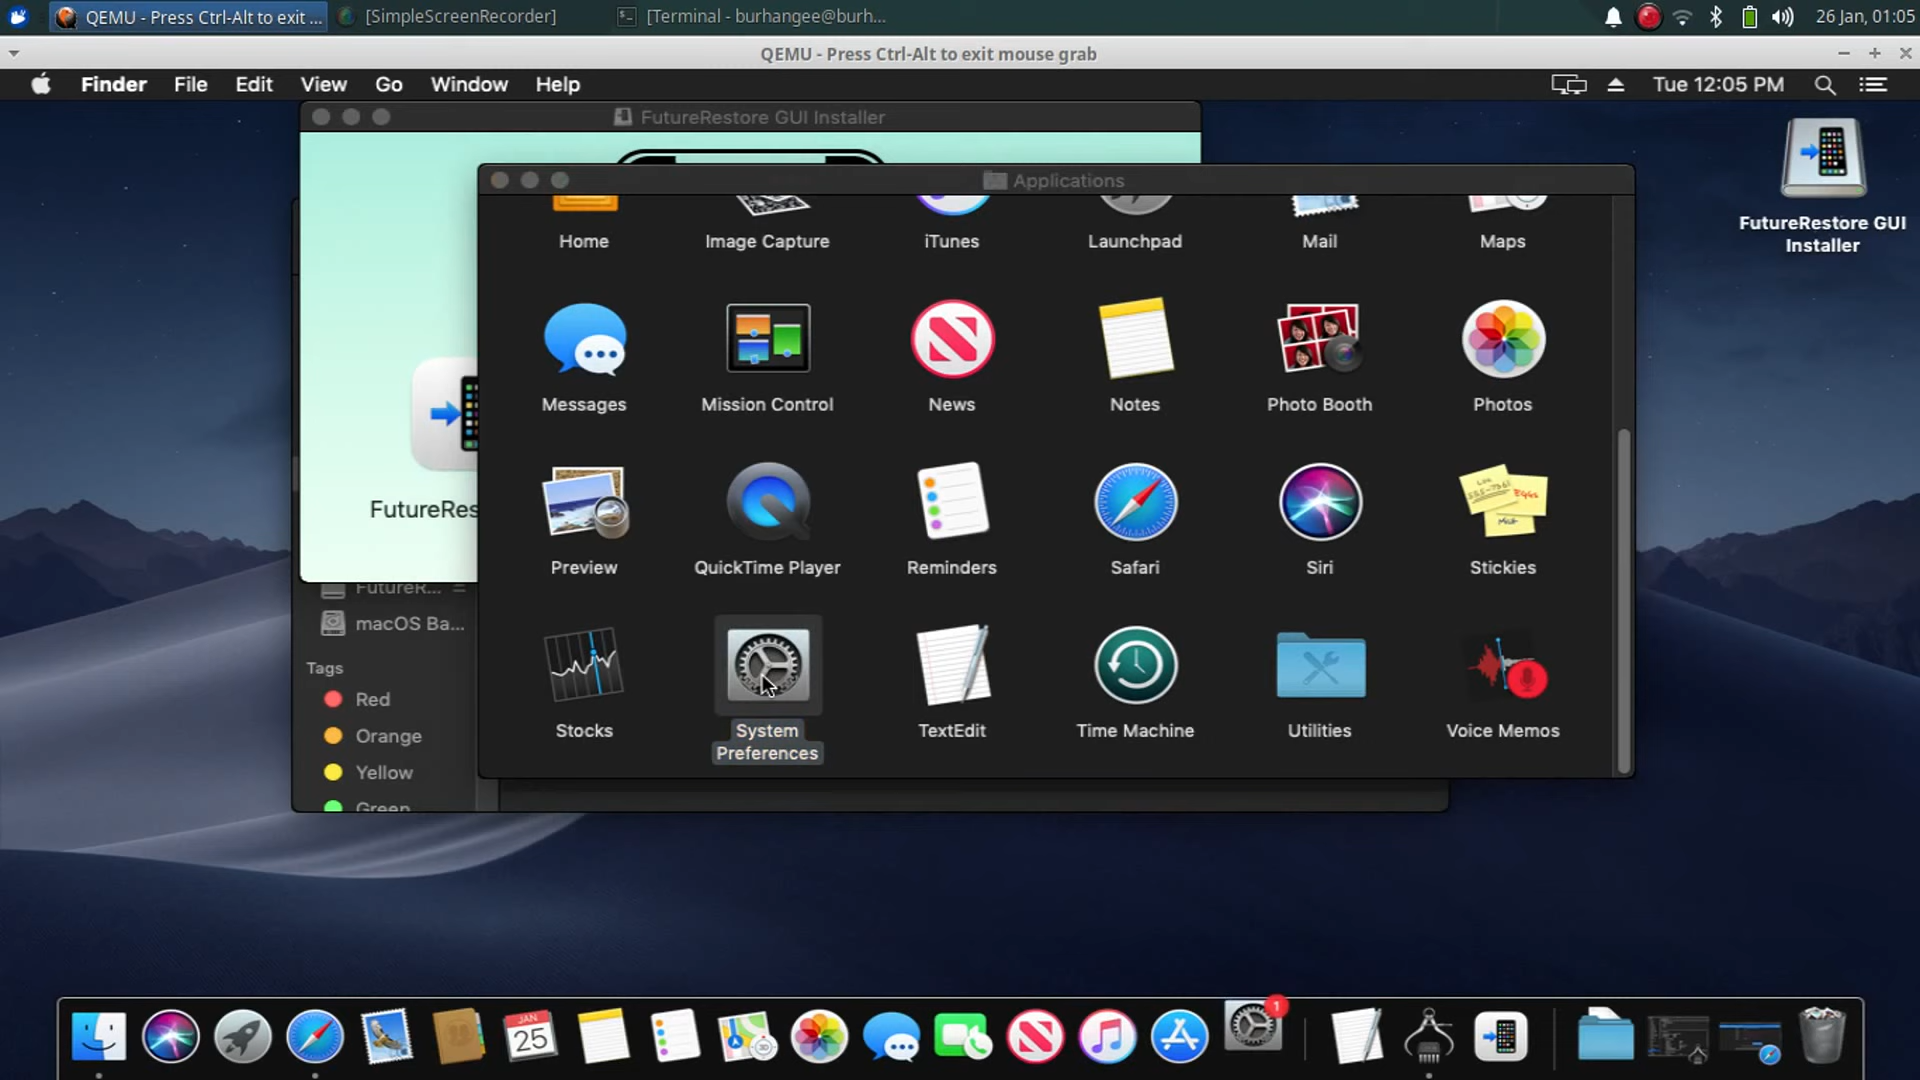 QEMU - Press Ctrl-Alt to exit ...
[SimpleScreenRecorder]
[Terminal - burhangee@burh...
26 Jan, 01:05
QEMU - Press Ctrl-Alt to exit mouse grab
Finder File Edit View Go Window Help
Tue 12:05 PM
FutureRestore GUI Installer
Applications
FutureRestore GUI
Installer
Home Image Capture iTunes Launchpad Mail Maps
Messages Mission Control News Notes Photo Booth Photos
FutureRes
Preview QuickTime Player Reminders Safari Siri Stickies
FutureR...
macOS Ba...
Tags
Red
Orange
Yellow
Green
Stocks System Preferences TextEdit Time Machine Utilities Voice Memos
JAN
25
1